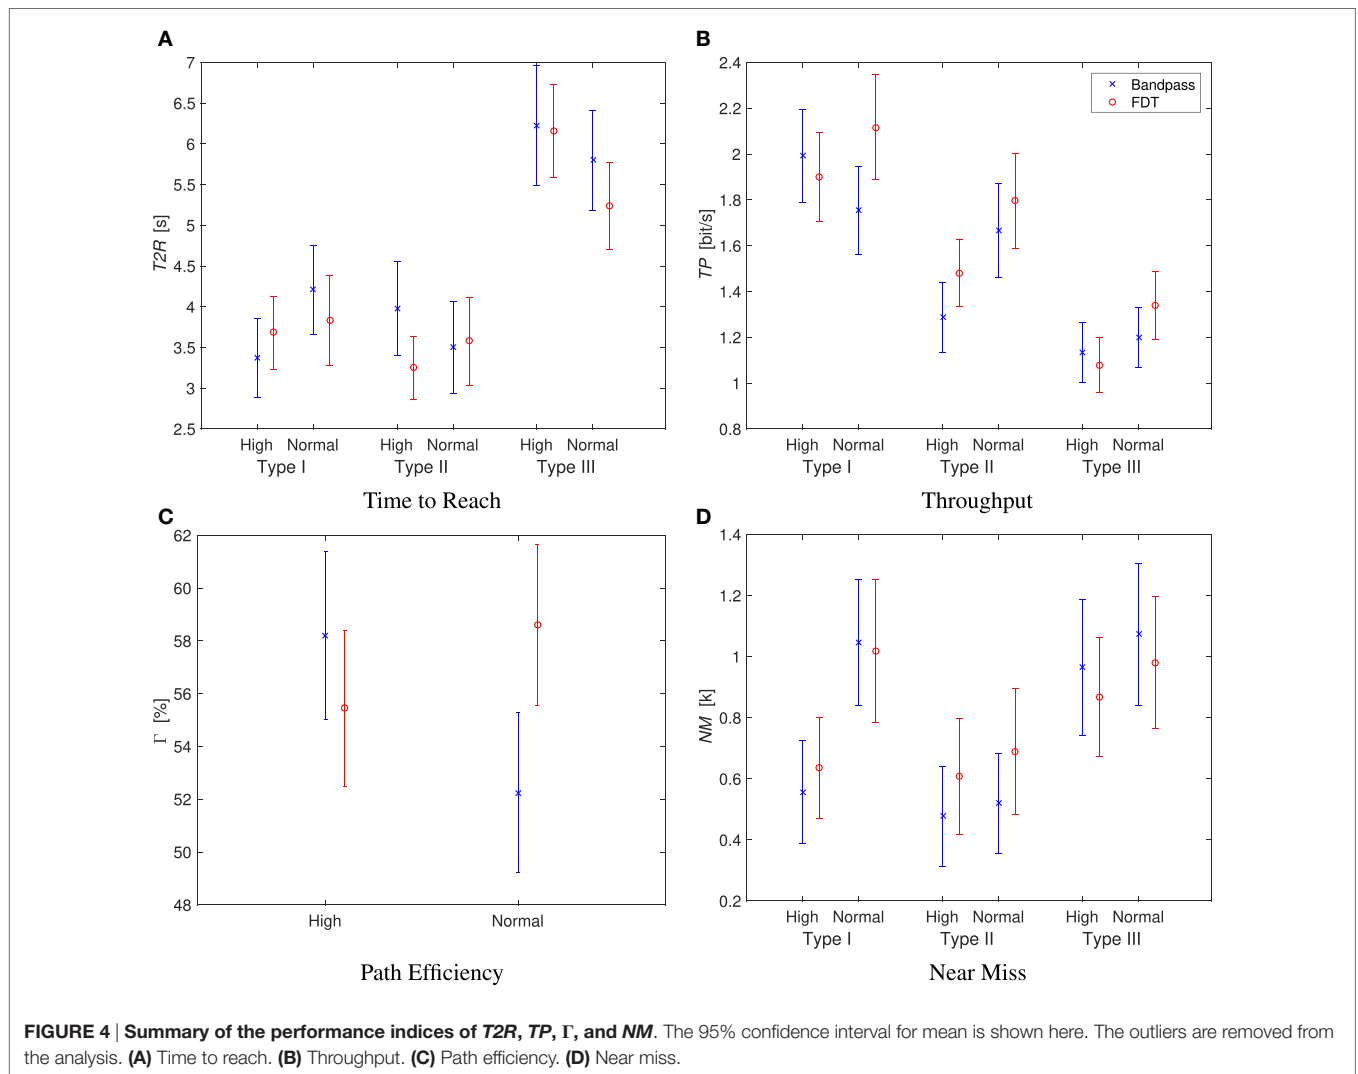 A
7
6.5
6
5.5
5
4.5
4
3.5
3
2.5
T2R [s]
High Normal High Normal High Normal
Type I Type II Type III
Time to Reach
B
2.4
2.2
2
1.8
1.6
1.4
1.2
1
0.8
TP [bit/s]
Bandpass
FDT
High Normal High Normal High Normal
Type I Type II Type III
Throughput
C
62
60
58
56
54
52
50
48
Γ [%]
High Normal
Path Efficiency
D
1.4
1.2
1
0.8
0.6
0.4
0.2
NM [k]
High Normal High Normal High Normal
Type I Type II Type III
Near Miss
FIGURE 4 | Summary of the performance indices of T2R, TP, Γ, and NM. The 95% confidence interval for mean is shown here. The outliers are removed from
the analysis. (A) Time to reach. (B) Throughput. (C) Path efficiency. (D) Near miss.